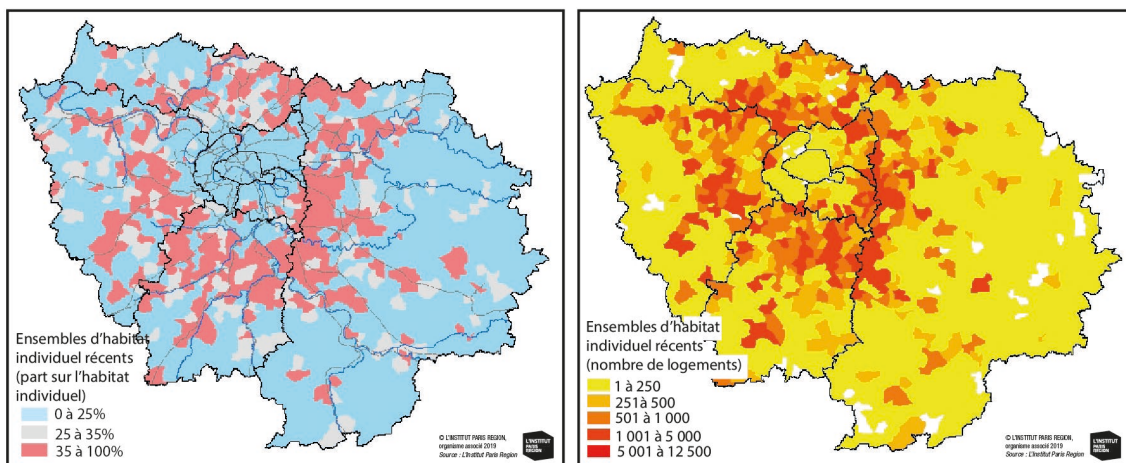 Ensembles d'habitat
individuel récents
(part sur l'habitat
individuel)
0 à 25%
25 à 35%
35 à 100%
© L'INSTITUT PARIS REGION,
organisme associé 2019
Source : L'Institut Paris Region
L'INSTITUT
PARIS
REGION
Ensembles d'habitat
individuel récents
(nombre de logements)
1 à 250
251à 500
501 à 1 000
1 001 à 5 000
5 001 à 12 500
© L'INSTITUT PARIS REGION,
organisme associé 2019
Source : L'Institut Paris Region
L'INSTITUT
PARIS
REGION